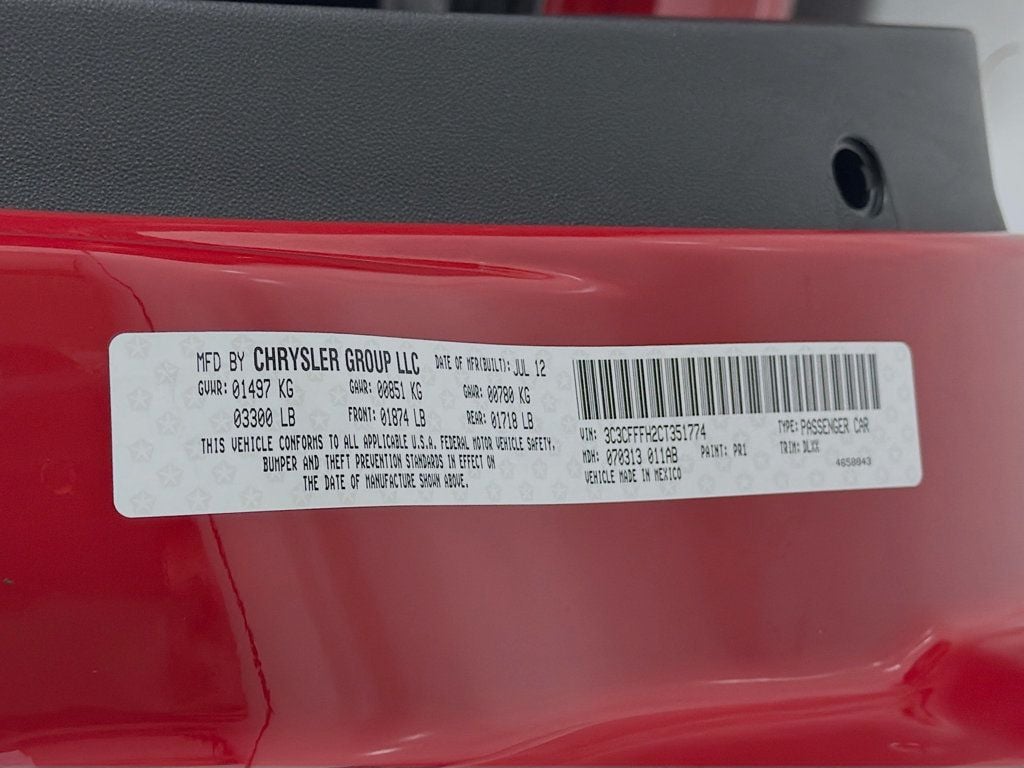 MFD BY CHRYSLER GROUP LLC DATE OF MFR(BUILT): JUL 12
GVWR: 01497 KG GAWR: 00851 KG GAWR: 00780 KG
03300 LB FRONT: 01874 LB REAR: 01718 LB
THIS VEHICLE CONFORMS TO ALL APPLICABLE U.S.A. FEDERAL MOTOR VEHICLE SAFETY,
BUMPER AND THEFT PREVENTION STANDARDS IN EFFECT ON
THE DATE OF MANUFACTURE SHOWN ABOVE.
VIN: 3C3CFFFH2CT351774 TYPE: PASSENGER CAR
MDH: 070313 011AB PAINT: PR1 TRIM: DLXX
VEHICLE MADE IN MEXICO 4658043